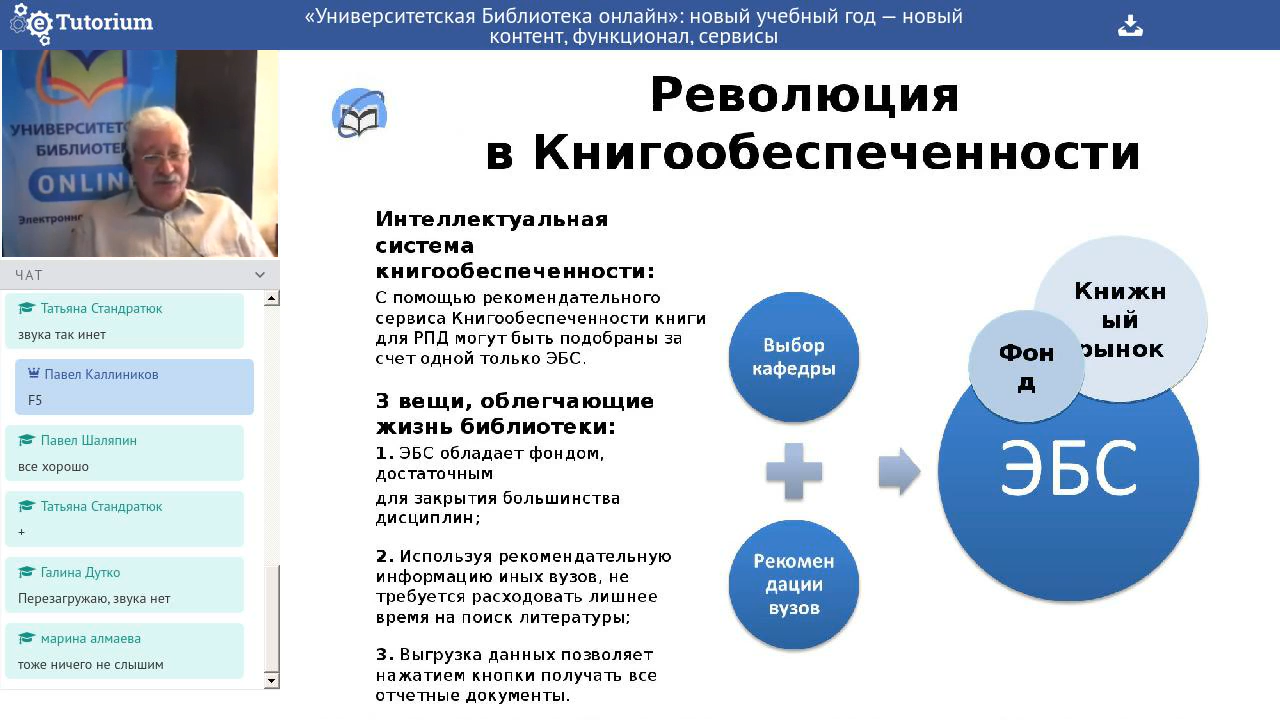 Tutorium
«Университетская Библиотека онлайн»: новый учебный год — новый
контент, функционал, сервисы
УНИВЕРСИТЕТ
БИБЛИОТЕ
ONLIN
Электронно
ЧАТ
Татьяна Стандратюк
звука так инет
Павел Каллиников
F5
Павел Шаляпин
все хорошо
Татьяна Стандратюк
+
Галина Дутко
Перезагружаю, звука нет
марина алмаева
тоже ничего не слышим
Революция
в Книгообеспеченности
Интеллектуальная
система
книгообеспеченности:
С помощью рекомендательного
сервиса Книгообеспеченности книги
для РПД могут быть подобраны за
счет одной только ЭБС.
3 вещи, облегчающие
жизнь библиотеки:
1. ЭБС обладает фондом,
достаточным
для закрытия большинства
дисциплин;
2. Используя рекомендательную
информацию иных вузов, не
требуется расходовать лишнее
время на поиск литературы;
3. Выгрузка данных позволяет
нажатием кнопки получать все
отчетные документы.
Выбор
кафедры
Рекомен
дации
вузов
Книжн
ый
рынок
Фон
д
ЭБС